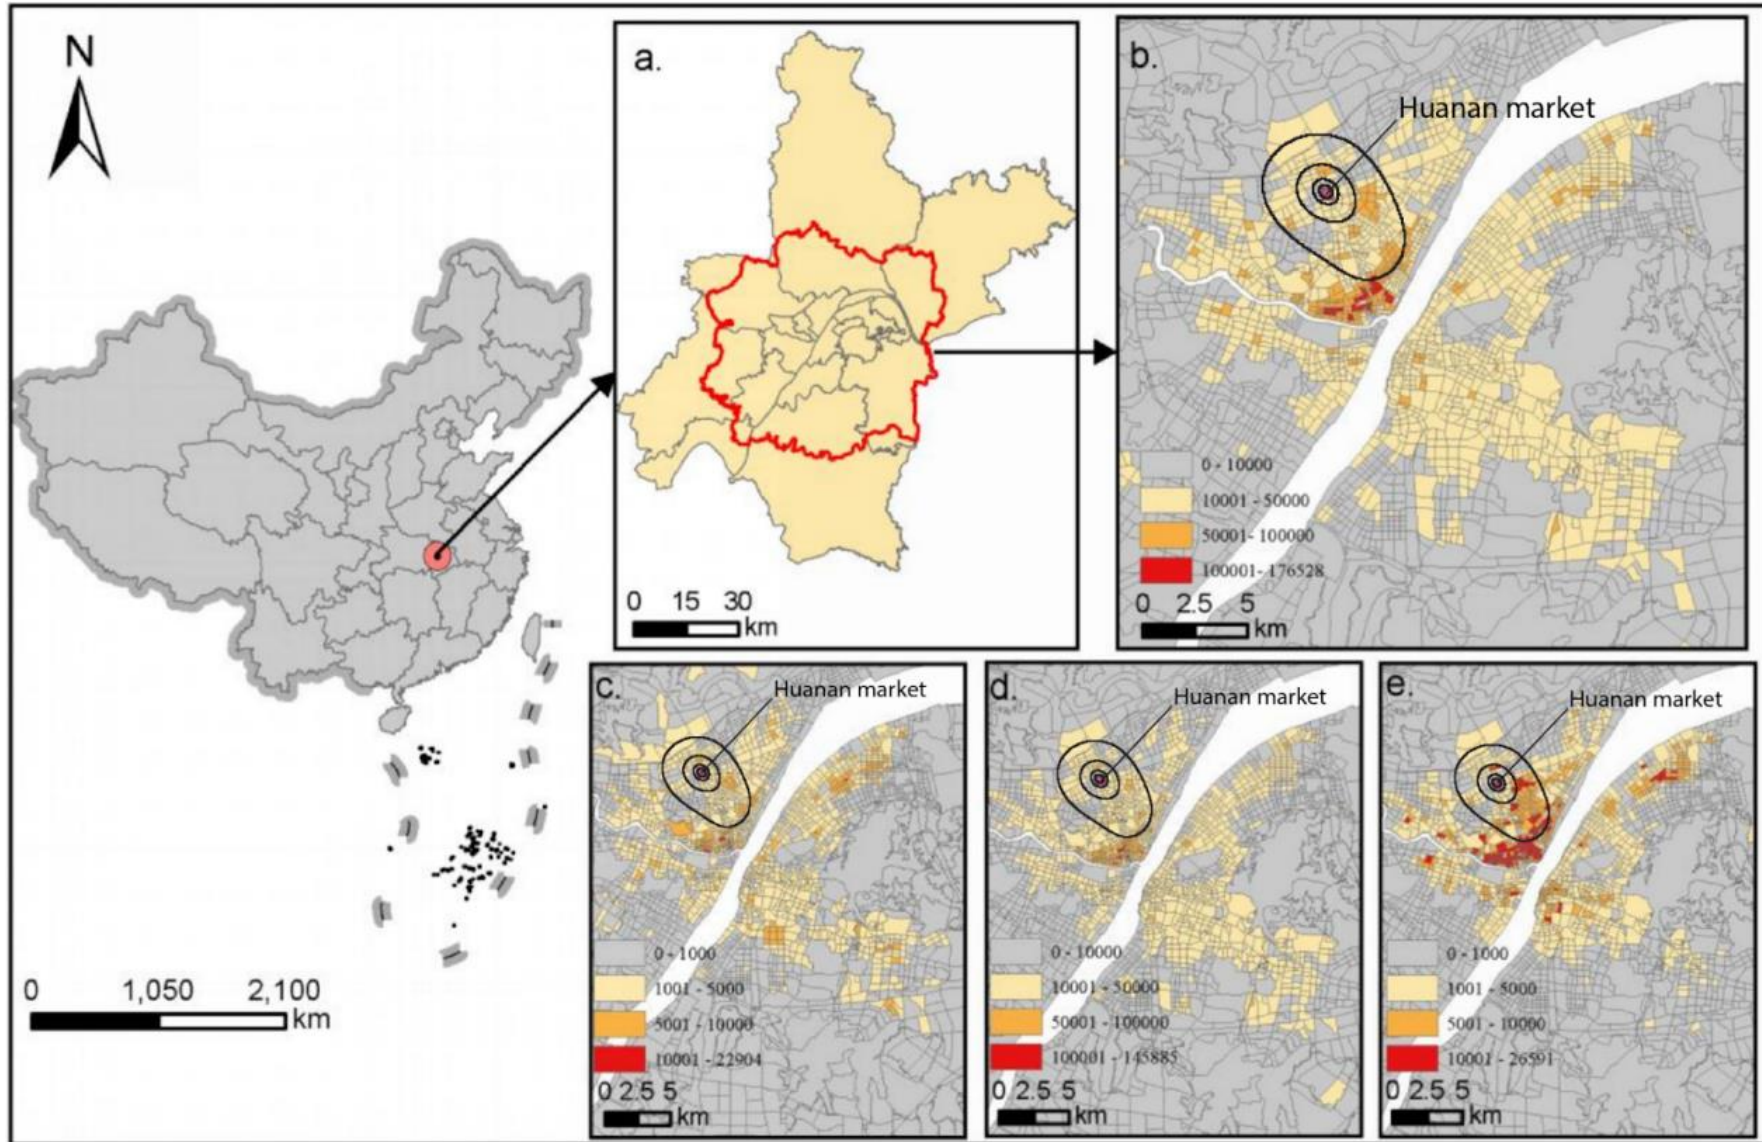 N
0 1,050 2,100
km
a.
0 15 30
km
b.
Huanan market
0 - 10000
10001 - 50000
50001- 100000
100001- 176528
0 2.5 5
km
c.
Huanan market
0 - 1000
1001 - 5000
5001 - 10000
10001 - 22904
0 2.5 5
km
d.
Huanan market
0 - 10000
10001 - 50000
50001 - 100000
100001 - 145885
0 2.5 5
km
e.
Huanan market
0 - 1000
1001 - 5000
5001 - 10000
10001 - 26591
0 2.5 5
km